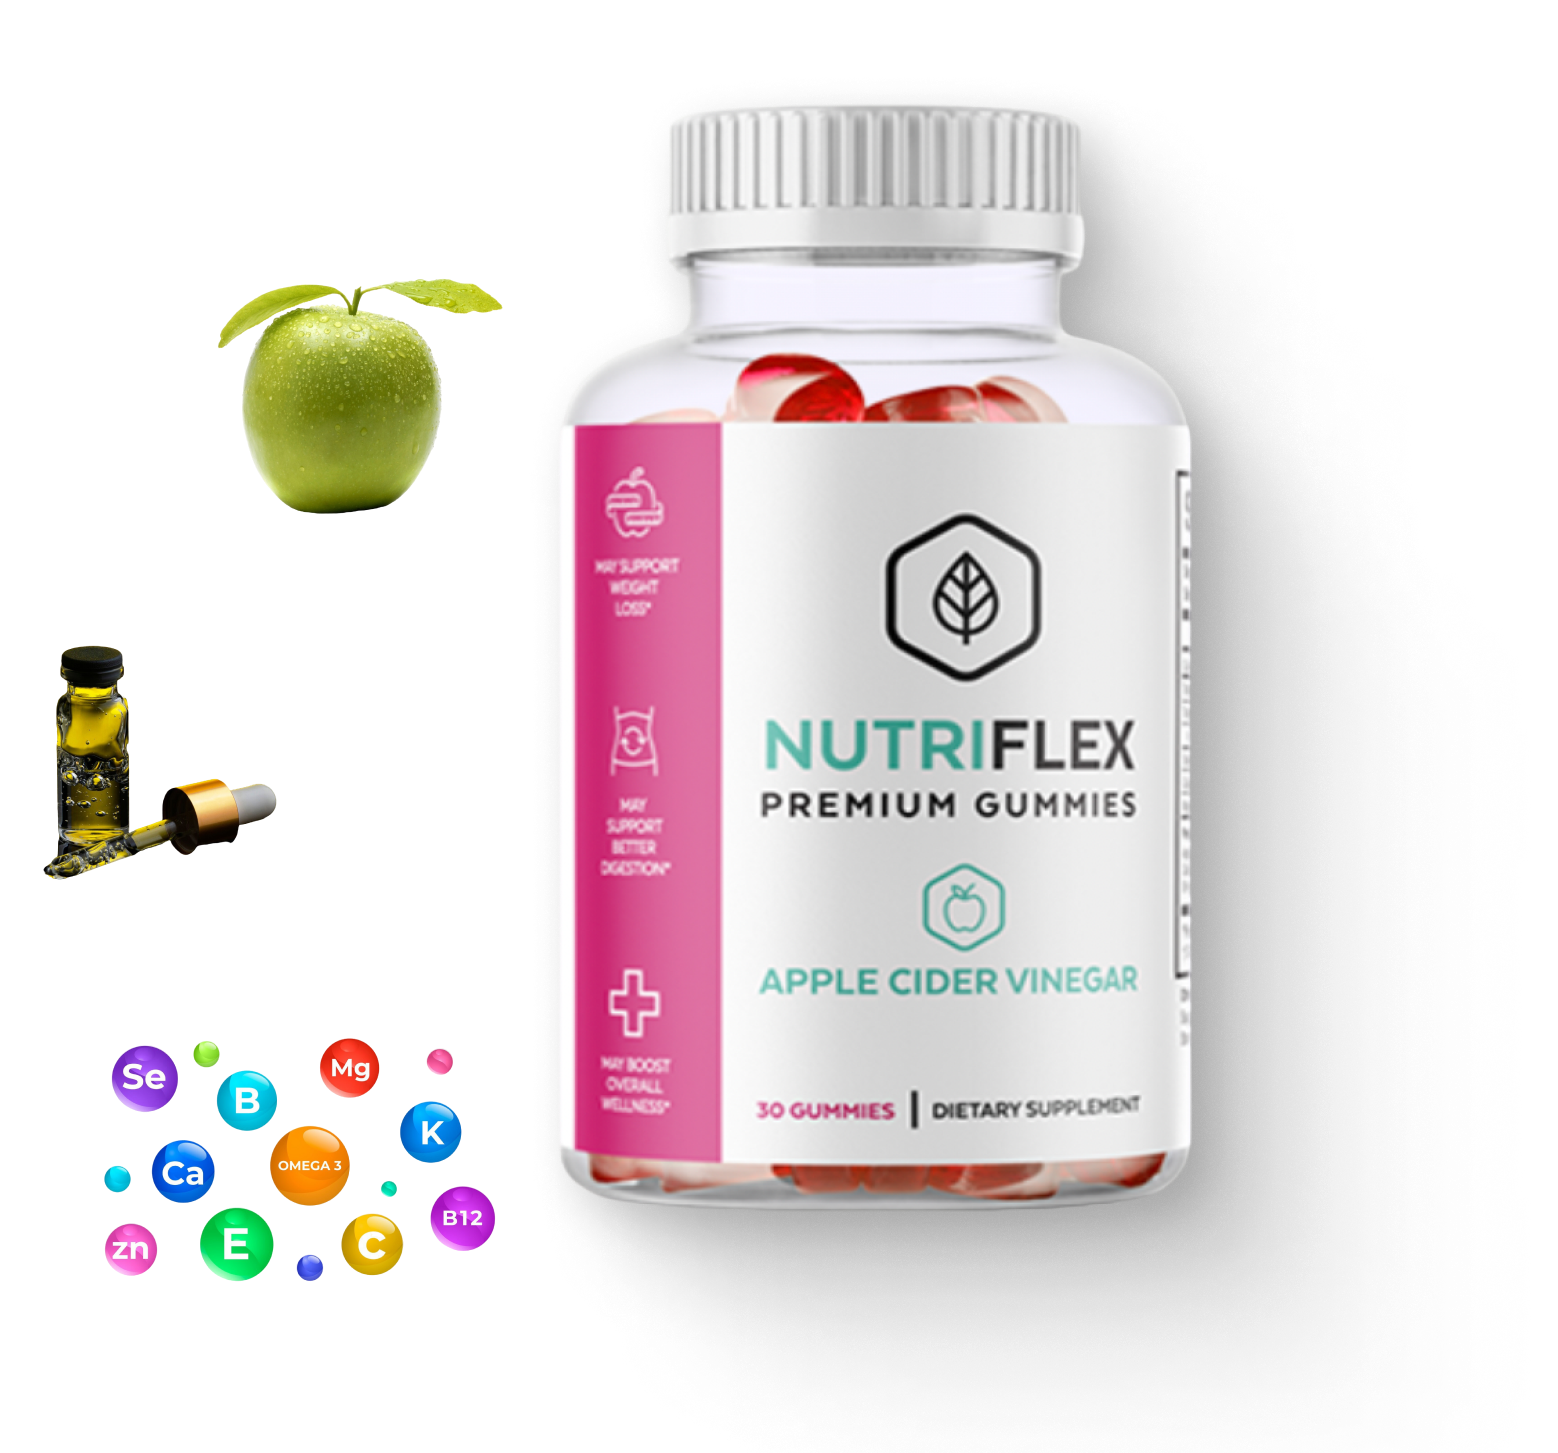 MAY SUPPORT
WEIGHT
LOSS*
MAY
SUPPORT
BETTER
DIGESTION*
MAY BOOST
OVERALL
WELLNESS*
NUTRIFLEX
PREMIUM GUMMIES
APPLE CIDER VINEGAR
30 GUMMIES | DIETARY SUPPLEMENT
Se
B
Mg
K
Ca
OMEGA 3
B12
zn
E
C